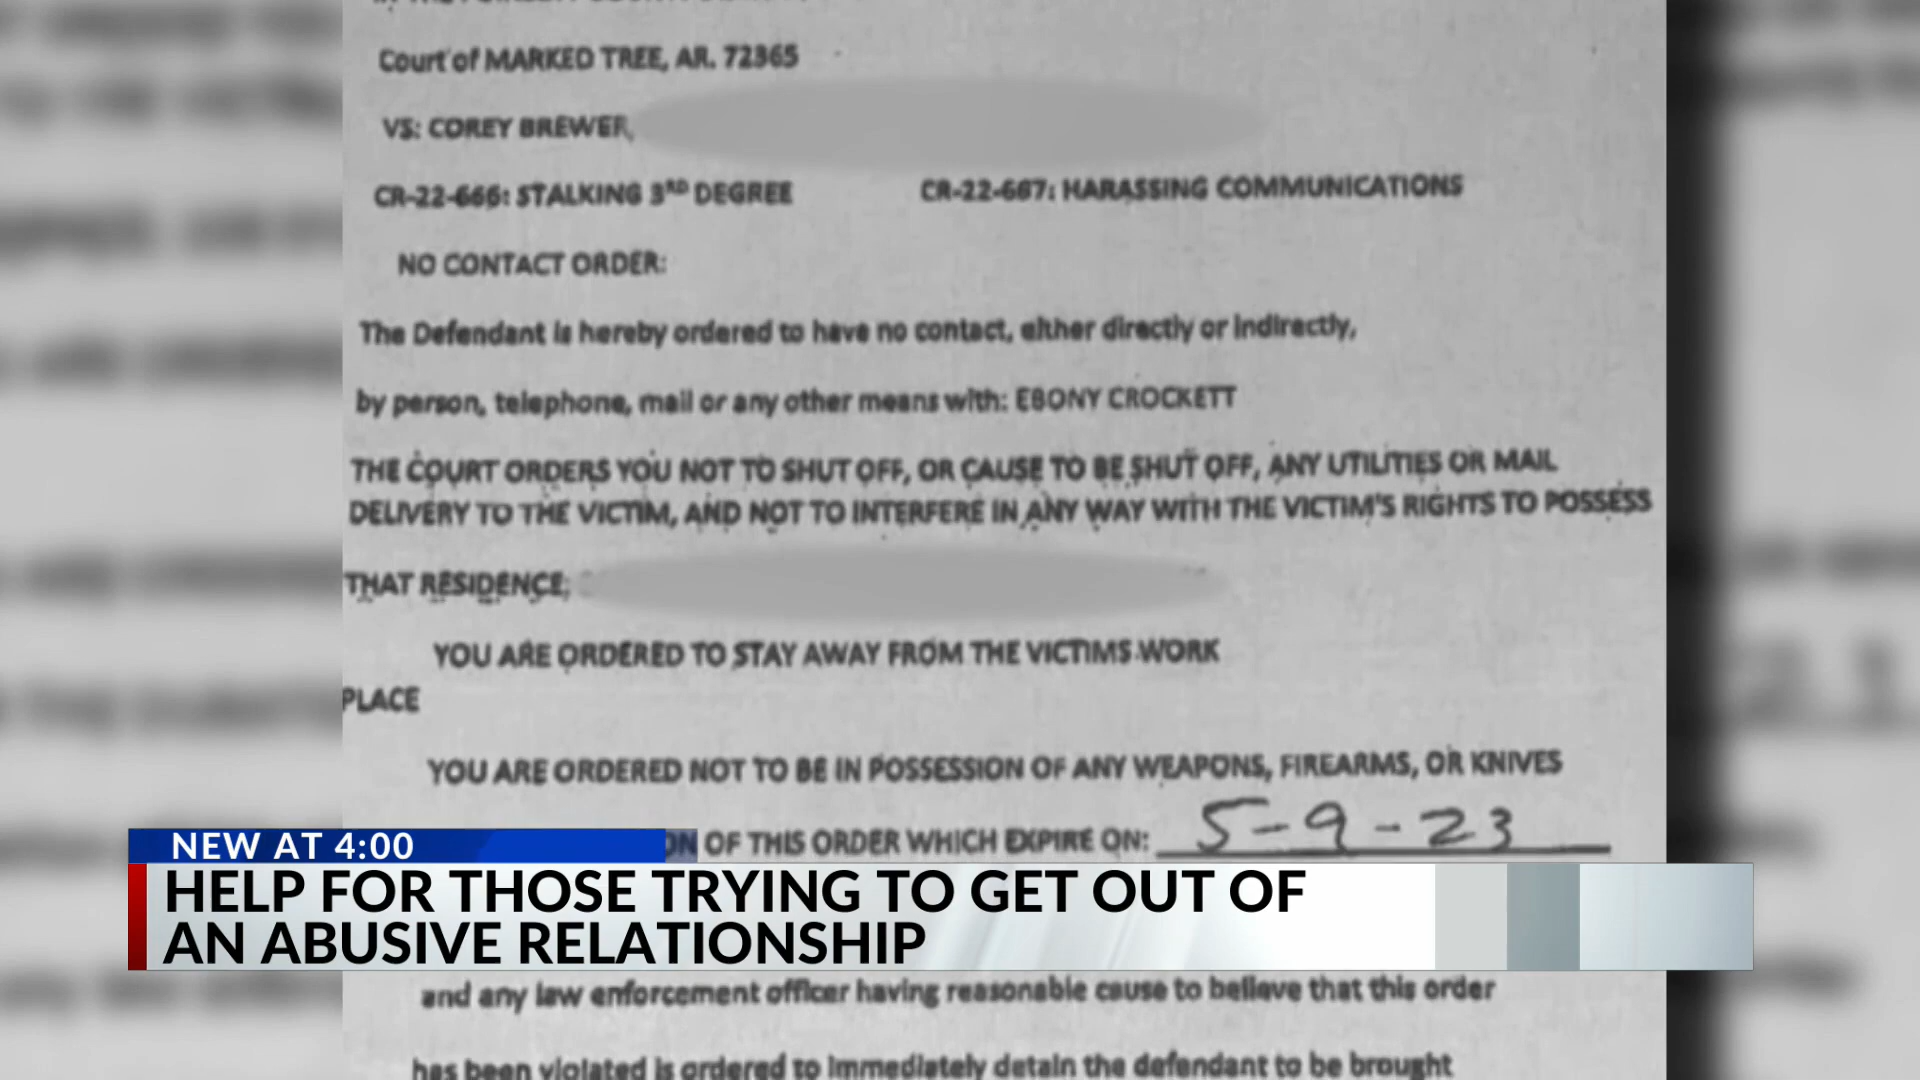 Court of MARKED TREE, AR. 72365
VS: COREY BREWER,
CR-22-666: STALKING 3RD DEGREE CR-22-667: HARASSING COMMUNICATIONS
NO CONTACT ORDER:
The Defendant is hereby ordered to have no contact, either directly or indirectly,
by person, telephone, mail or any other means with: EBONY CROCKETT
THE COURT ORDERS YOU NOT TO SHUT OFF, OR CAUSE TO BE SHUT OFF, ANY UTILITIES OR MAIL
DELIVERY TO THE VICTIM, AND NOT TO INTERFERE IN ANY WAY WITH THE VICTIM'S RIGHTS TO POSSESS
THAT RESIDENCE;
YOU ARE ORDERED TO STAY AWAY FROM THE VICTIMS WORK
PLACE
YOU ARE ORDERED NOT TO BE IN POSSESSION OF ANY WEAPONS, FIREARMS, OR KNIVES
OF THIS ORDER WHICH EXPIRE ON: 5-9-23
NEW AT 4:00
HELP FOR THOSE TRYING TO GET OUT OF
AN ABUSIVE RELATIONSHIP
and any law enforcement officer having reasonable cause to believe that this order
has been violated is ordered to immediately detain the defendant to be brought